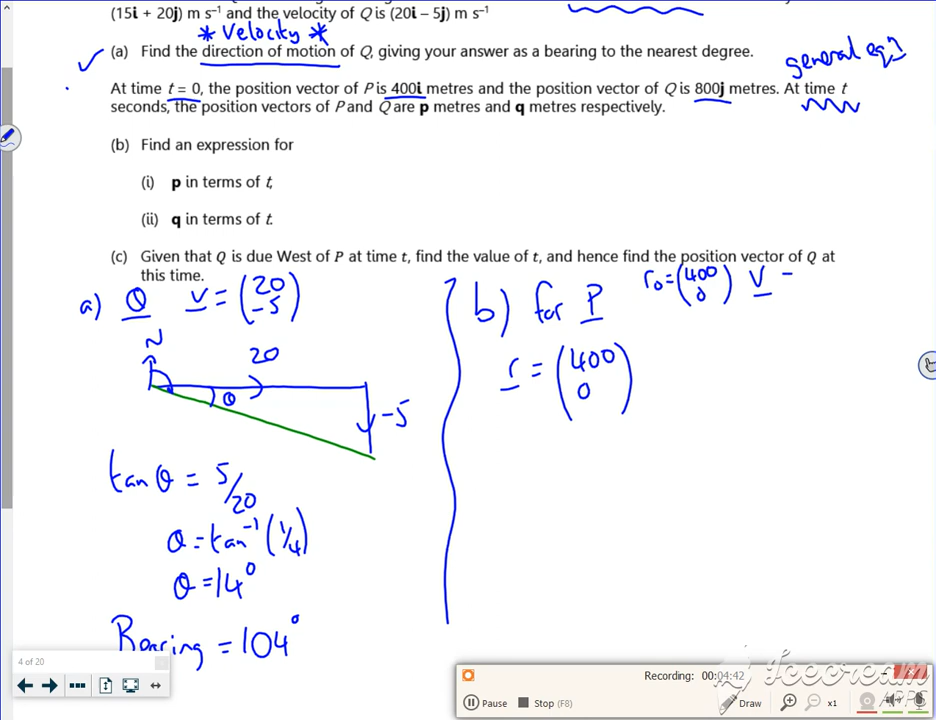 (15i + 20j) m s⁻¹ and the velocity of Q is (20i – 5j) m s⁻¹
* Velocity *
(a) Find the direction of motion of Q, giving your answer as a bearing to the nearest degree.
general eqⁿ
At time t = 0, the position vector of P is 400i metres and the position vector of Q is 800j metres. At time t
seconds, the position vectors of P and Q are p metres and q metres respectively.
(b) Find an expression for
(i) p in terms of t,
(ii) q in terms of t.
(c) Given that Q is due West of P at time t, find the value of t, and hence find the position vector of Q at
this time.
a) Q v = (20 -5)
N
20
θ
-5
tan θ = 5/20
θ = tan⁻¹ (1/4)
θ = 14°
Bearing = 104°
b) for P r₀ = (400 0) v =
r = (400 0)
4 of 20
Recording: 00:04:42
Pause Stop (F8) Draw x1
Icecream
APPS